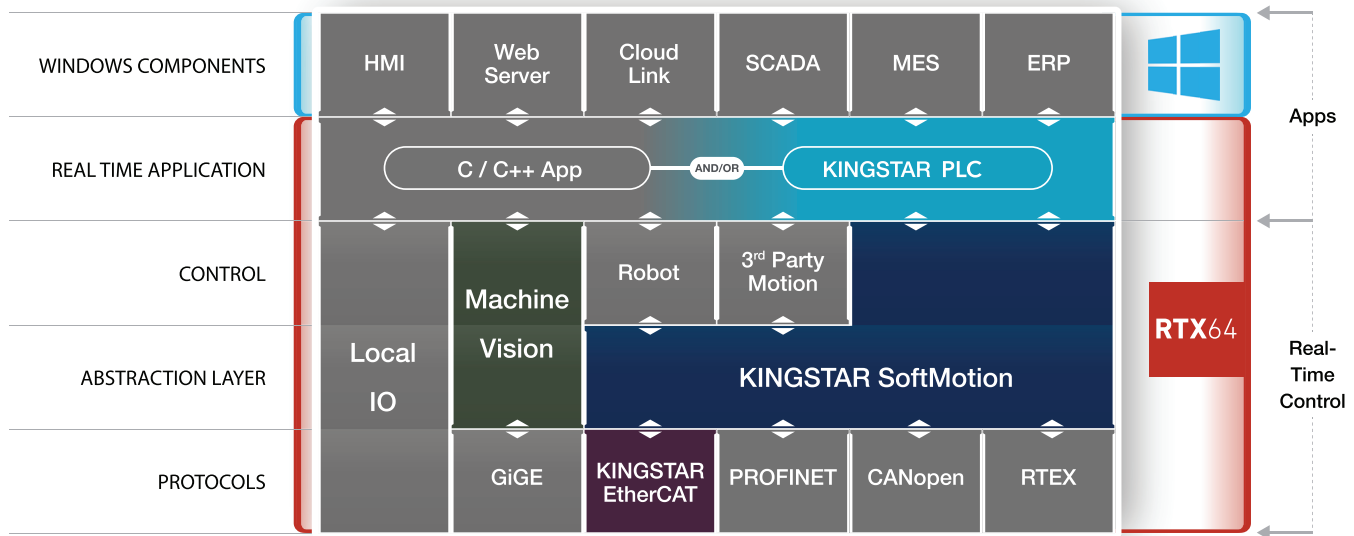 WINDOWS COMPONENTS
HMI
Web
Server
Cloud
Link
SCADA
MES
ERP
Apps
REAL TIME APPLICATION
C / C++ App
AND/OR
KINGSTAR PLC
CONTROL
Machine
Vision
Robot
3rd Party
Motion
RTX64
ABSTRACTION LAYER
Local
IO
KINGSTAR SoftMotion
Real-
Time
Control
PROTOCOLS
GiGE
KINGSTAR
EtherCAT
PROFINET
CANopen
RTEX